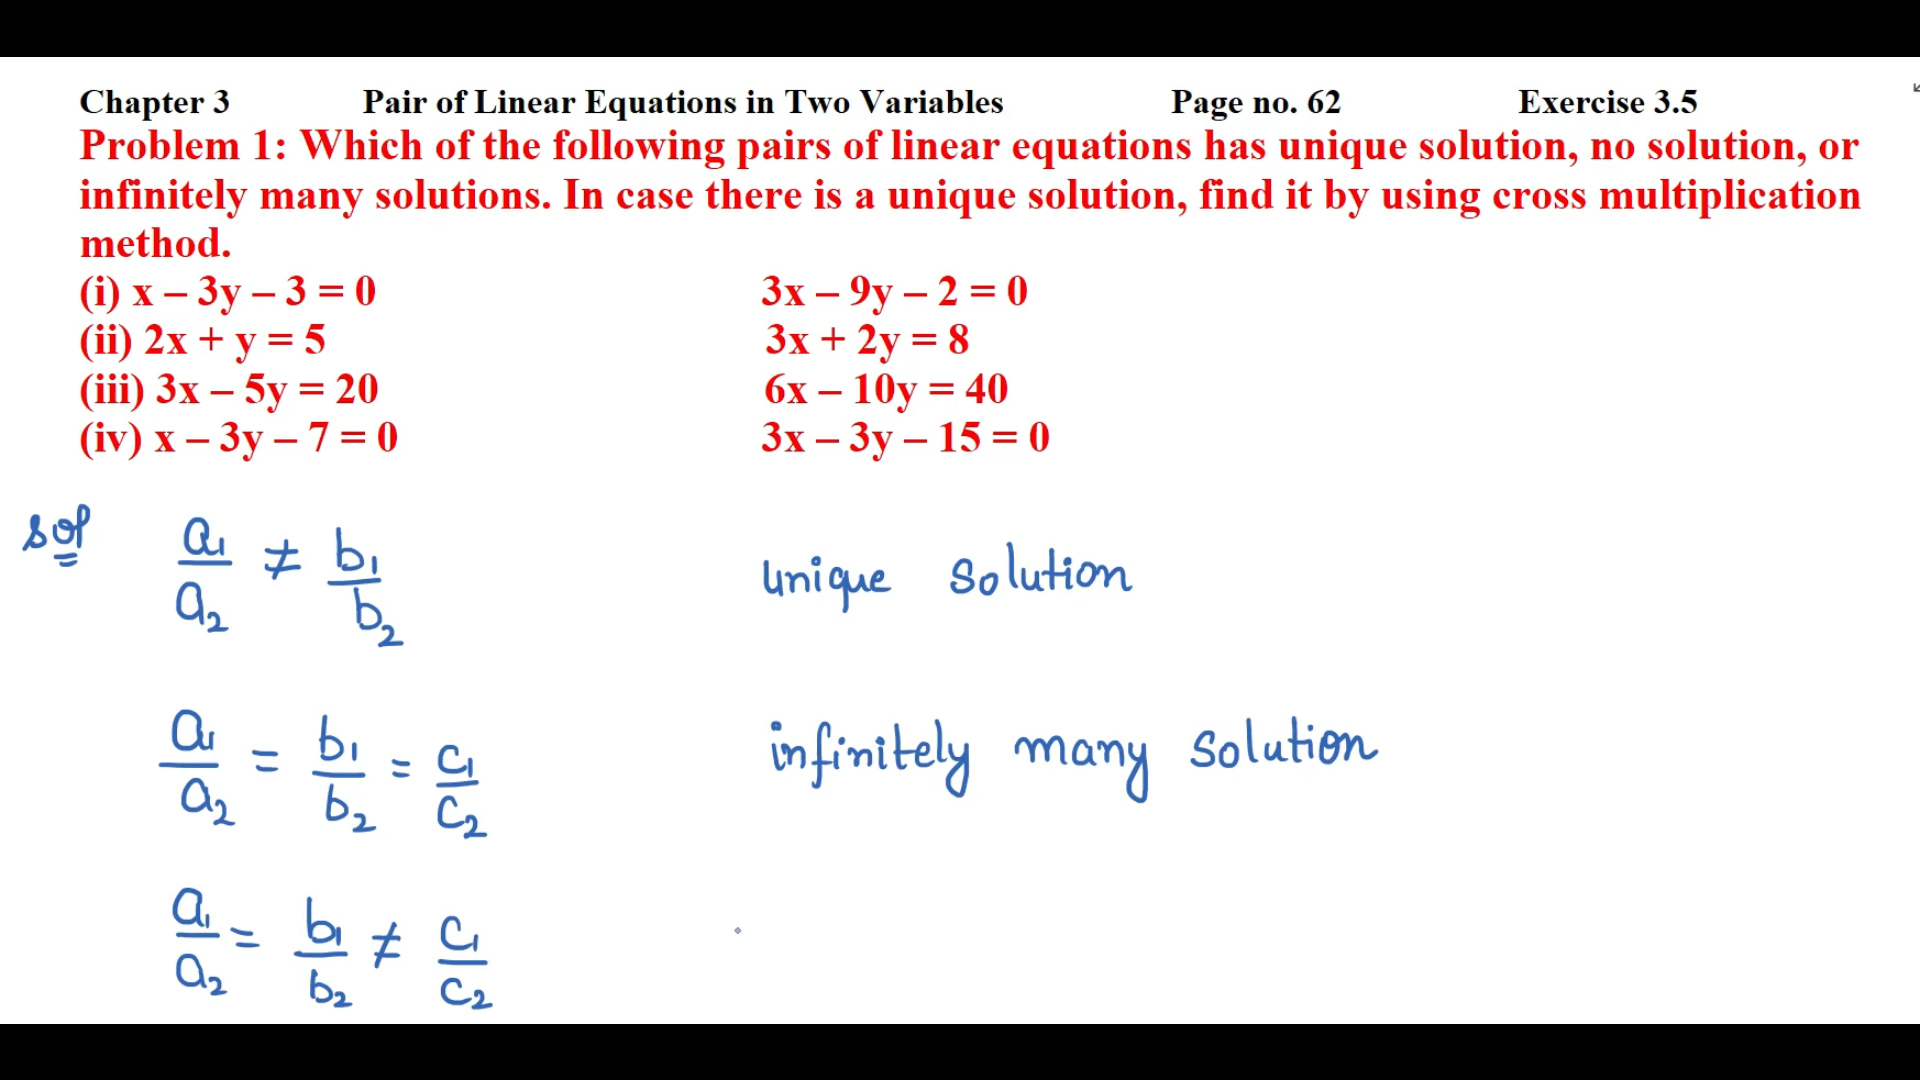 Chapter 3 Pair of Linear Equations in Two Variables Page no. 62 Exercise 3.5
Problem 1: Which of the following pairs of linear equations has unique solution, no solution, or
infinitely many solutions. In case there is a unique solution, find it by using cross multiplication
method.
(i) x – 3y – 3 = 0 3x – 9y – 2 = 0
(ii) 2x + y = 5 3x + 2y = 8
(iii) 3x – 5y = 20 6x – 10y = 40
(iv) x – 3y – 7 = 0 3x – 3y – 15 = 0
Sol a₁/a₂ ≠ b₁/b₂ unique solution
a₁/a₂ = b₁/b₂ = c₁/c₂ infinitely many solution
a₁/a₂ = b₁/b₂ ≠ c₁/c₂